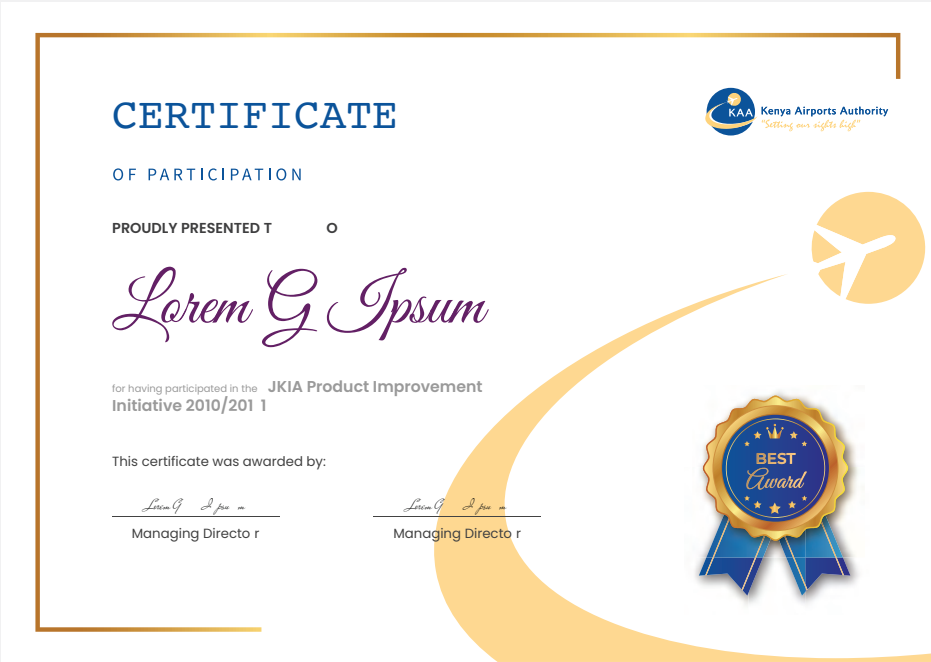 CERTIFICATE
KAA Kenya Airports Authority
"Setting our sights high"
OF PARTICIPATION
PROUDLY PRESENTED T O
Lorem G Ipsum
for having participated in the JKIA Product Improvement
Initiative 2010/201 1
BEST
Award
This certificate was awarded by:
Lorem G I psu m Lorem G I psu m
Managing Directo r Managing Directo r